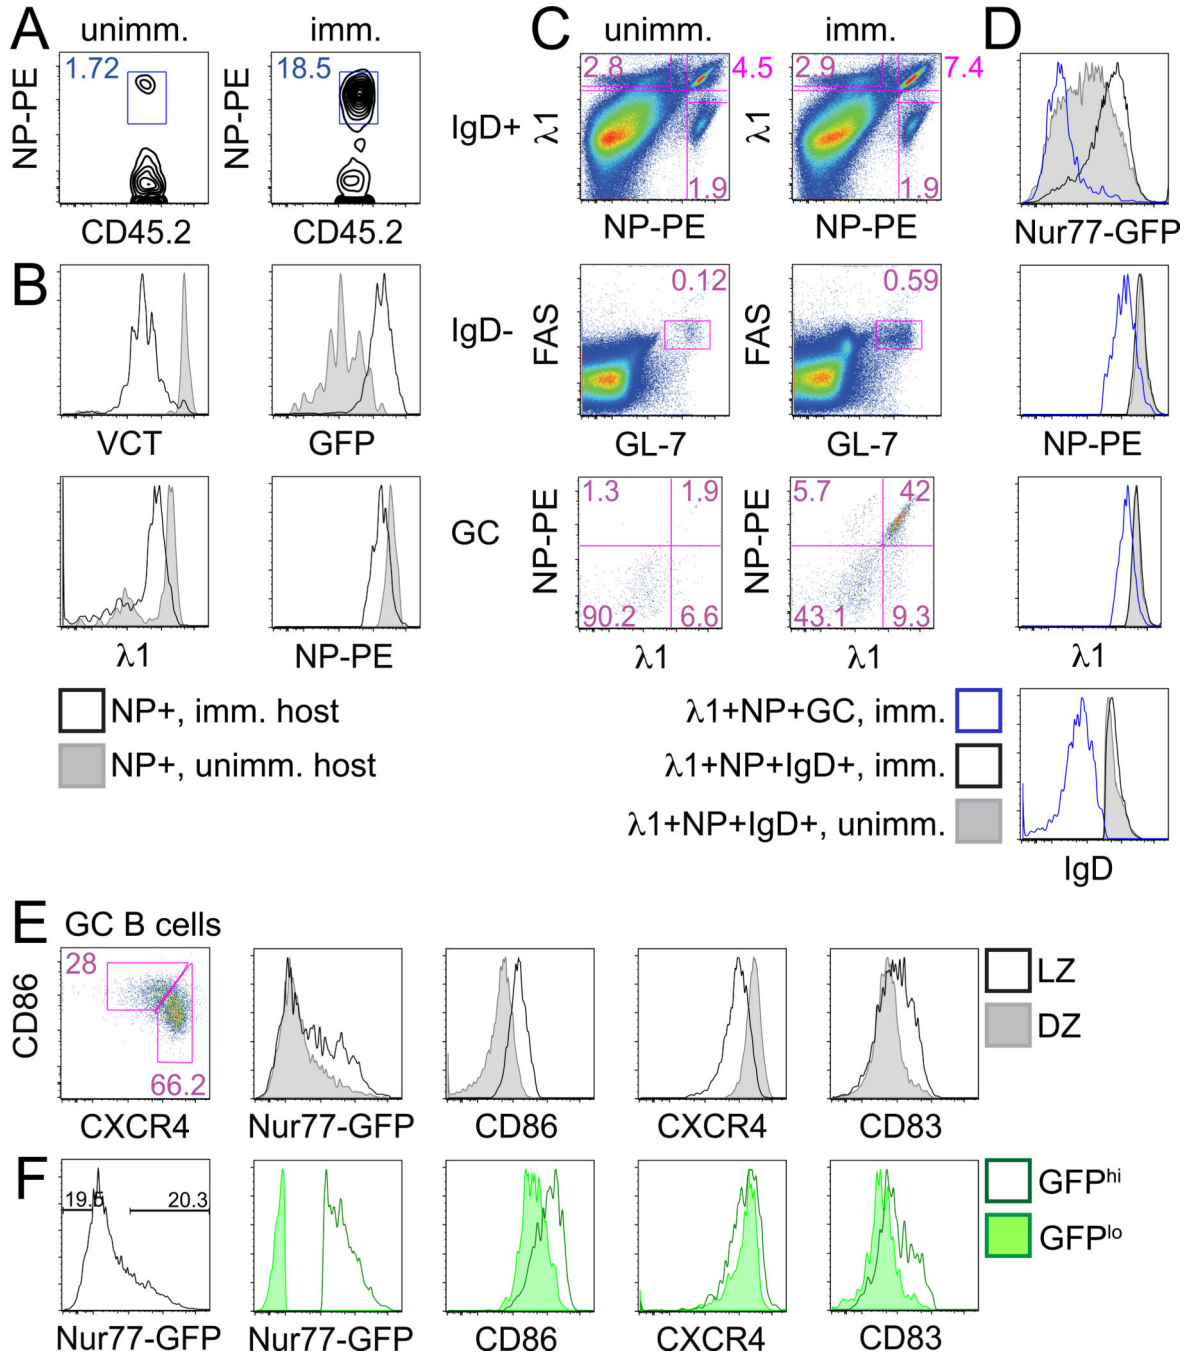 A
unimm.
imm.
NP-PE
1.72
NP-PE
18.5
CD45.2
CD45.2
B
VCT
GFP
λ1
NP-PE
NP+, imm. host
NP+, unimm. host
C
unimm.
imm.
IgD+
λ1
2.8
4.5
1.9
λ1
2.9
7.4
1.9
NP-PE
NP-PE
IgD-
FAS
0.12
FAS
0.59
GL-7
GL-7
GC
NP-PE
1.3
1.9
90.2
6.6
NP-PE
5.7
42
43.1
9.3
λ1
λ1
D
Nur77-GFP
NP-PE
λ1
λ1+NP+GC, imm.
λ1+NP+IgD+, imm.
λ1+NP+IgD+, unimm.
IgD
E
GC B cells
CD86
28
66.2
CXCR4
Nur77-GFP
CD86
CXCR4
CD83
LZ
DZ
F
20.3
Nur77-GFP
Nur77-GFP
CD86
CXCR4
CD83
GFPhi
GFPlo